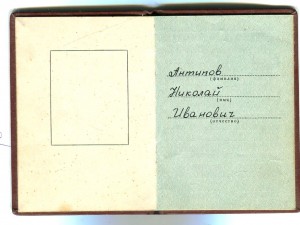 Антипов
(фамилия)
Николай
(имя)
Иванович
(отчество)